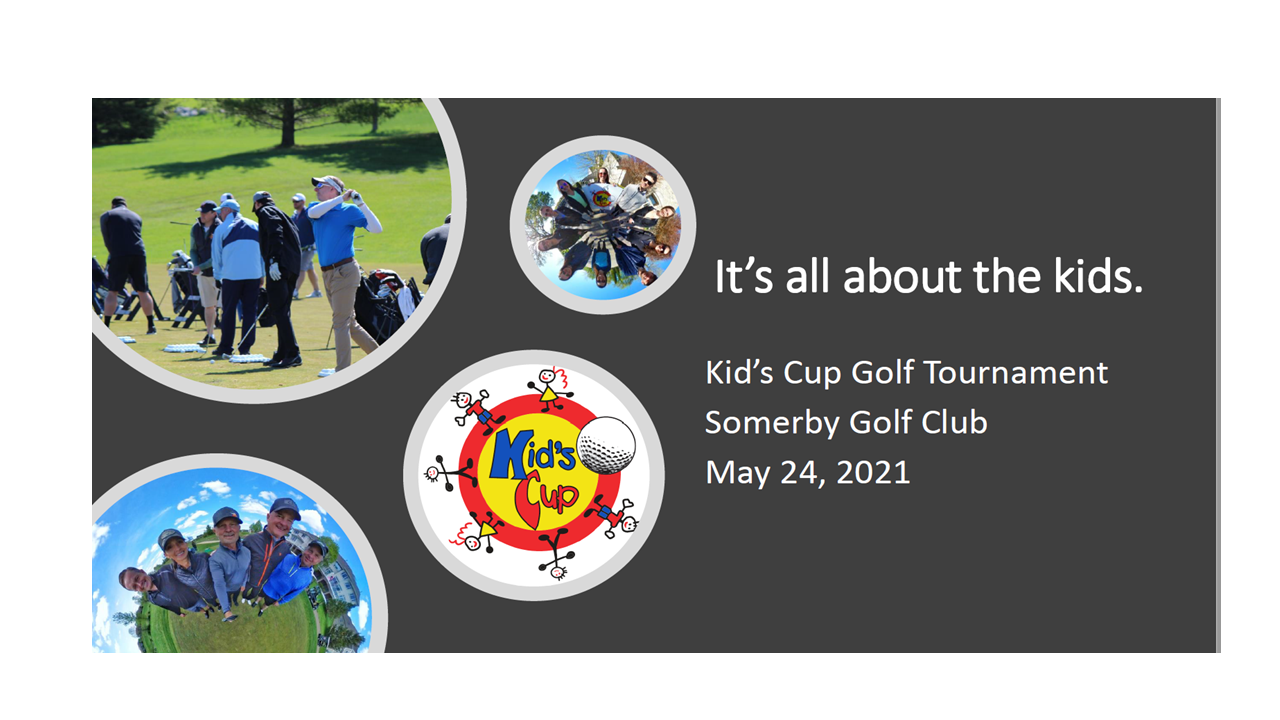 It's all about the kids.
Kid's Cup Golf Tournament
Somerby Golf Club
May 24, 2021
Kid's
Cup